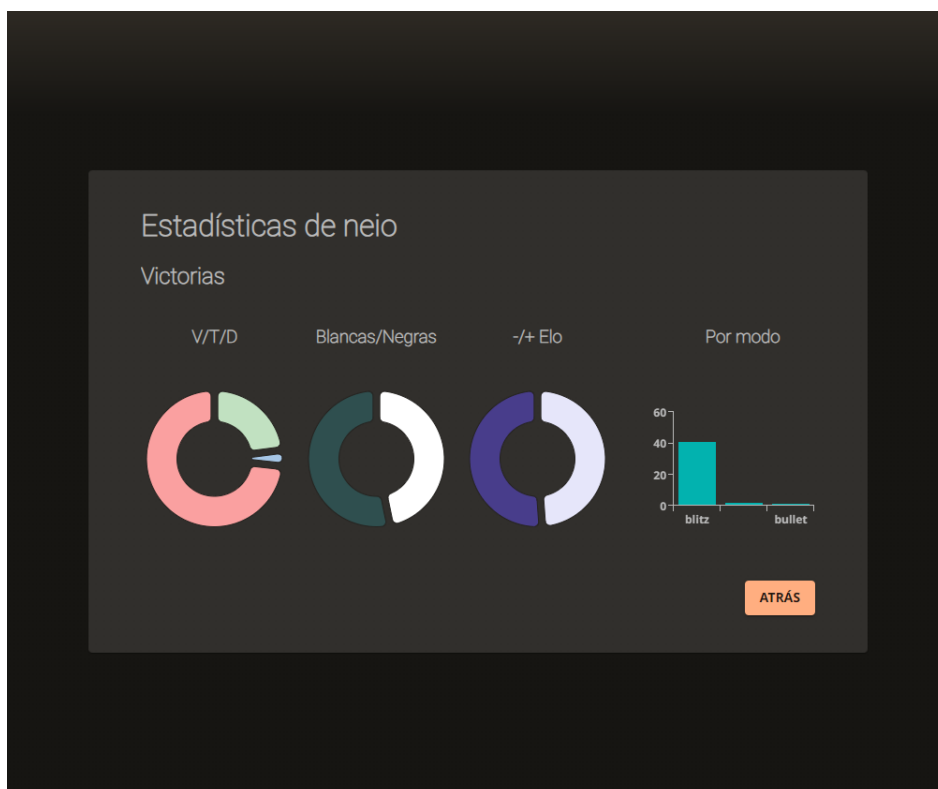 Estadísticas de neio
Victorias
V/T/D
Blancas/Negras
-/+ Elo
Por modo
60
40
20
0
blitz
bullet
ATRÁS